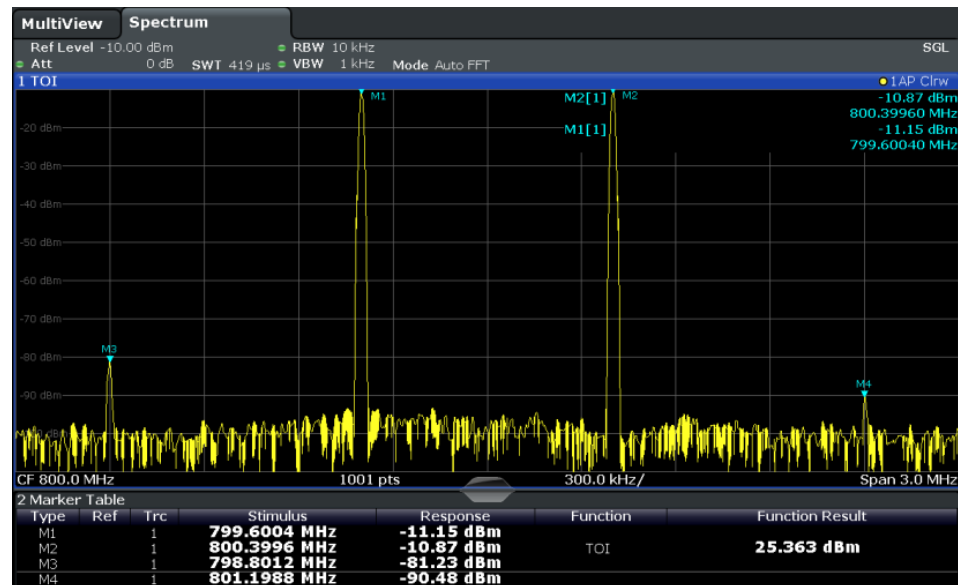 MultiView Spectrum
Ref Level -10.00 dBm RBW 10 kHz SGL
Att 0 dB SWT 419 µs VBW 1 kHz Mode Auto FFT
1 TOI 1AP Clrw
M1 M2[1] M2 -10.87 dBm
800.39960 MHz
-20 dBm M1[1] -11.15 dBm
799.60040 MHz
-30 dBm
-40 dBm
-50 dBm
-60 dBm
-70 dBm
M3
-80 dBm
M4
-90 dBm
CF 800.0 MHz 1001 pts 300.0 kHz/ Span 3.0 MHz
2 Marker Table
Type Ref Trc Stimulus Response Function Function Result
M1 1 799.6004 MHz -11.15 dBm
M2 1 800.3996 MHz -10.87 dBm TOI 25.363 dBm
M3 1 798.8012 MHz -81.23 dBm
M4 1 801.1988 MHz -90.48 dBm